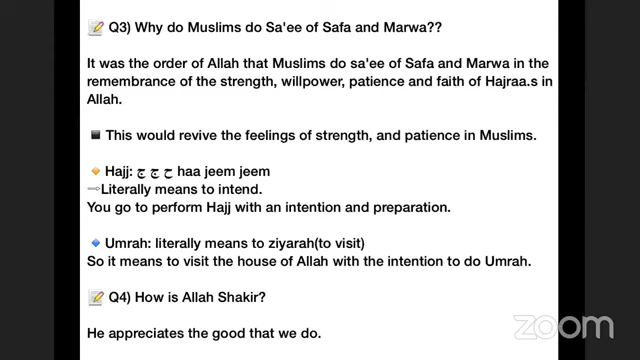 📝 Q3) Why do Muslims do Sa'ee of Safa and Marwa??
It was the order of Allah that Muslims do sa'ee of Safa and Marwa in the
remembrance of the strength, willpower, patience and faith of Hajraa.s in
Allah.
◾ This would revive the feelings of strength, and patience in Muslims.
🔸 Hajj: ح ج ج haa jeem jeem
➟Literally means to intend.
You go to perform Hajj with an intention and preparation.
🔹 Umrah: literally means to ziyarah(to visit)
So it means to visit the house of Allah with the intention to do Umrah.
📝 Q4) How is Allah Shakir?
He appreciates the good that we do.
zoom